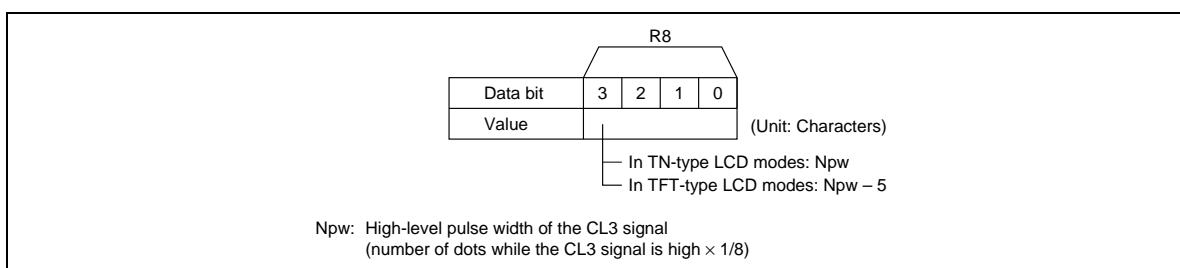 R8
Data bit 3 2 1 0
Value (Unit: Characters)
In TN-type LCD modes: Npw
In TFT-type LCD modes: Npw – 5
Npw: High-level pulse width of the CL3 signal
(number of dots while the CL3 signal is high × 1/8)